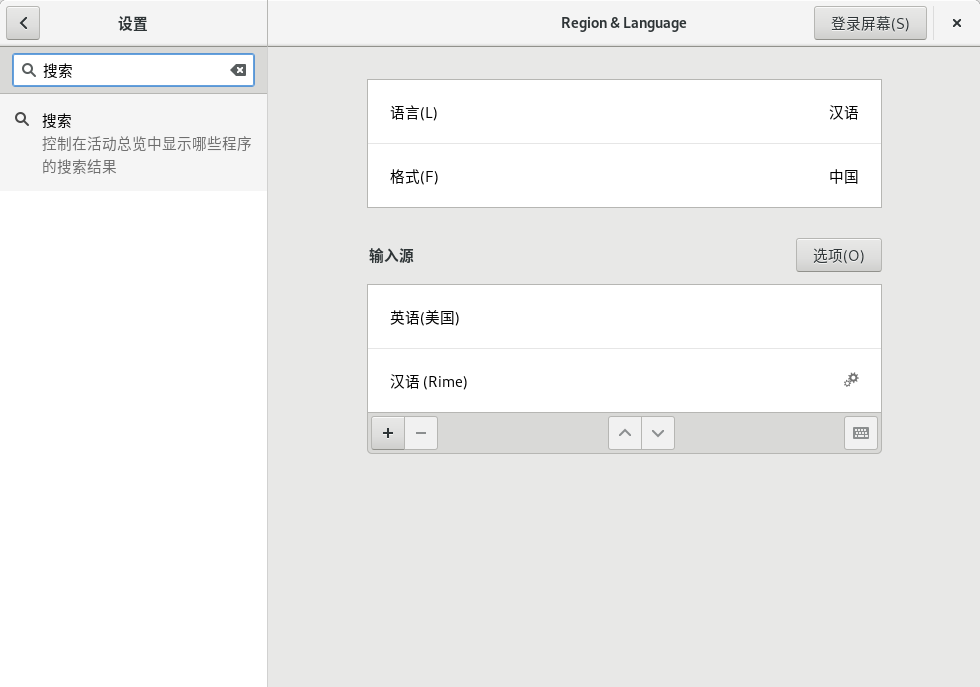 设置
Region & Language
登录屏幕(S)
搜索
搜索
控制在活动总览中显示哪些程序
的搜索结果
语言(L)
汉语
格式(F)
中国
输入源
选项(O)
英语(美国)
汉语 (Rime)